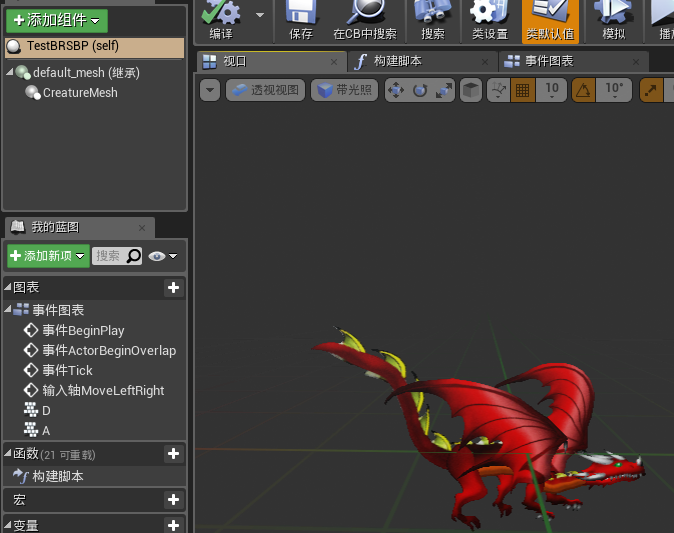 添加组件
TestBRSBP (self)
default_mesh (继承)
CreatureMesh
编译
保存
在CB中搜索
搜索
类设置
类默认值
模拟
视口
构建脚本
事件图表
透视视图
带光照
10
10°
我的蓝图
添加新项
搜索
图表
事件图表
事件BeginPlay
事件ActorBeginOverlap
事件Tick
输入轴MoveLeftRight
D
A
函数 (21 可重载)
构建脚本
宏
变量